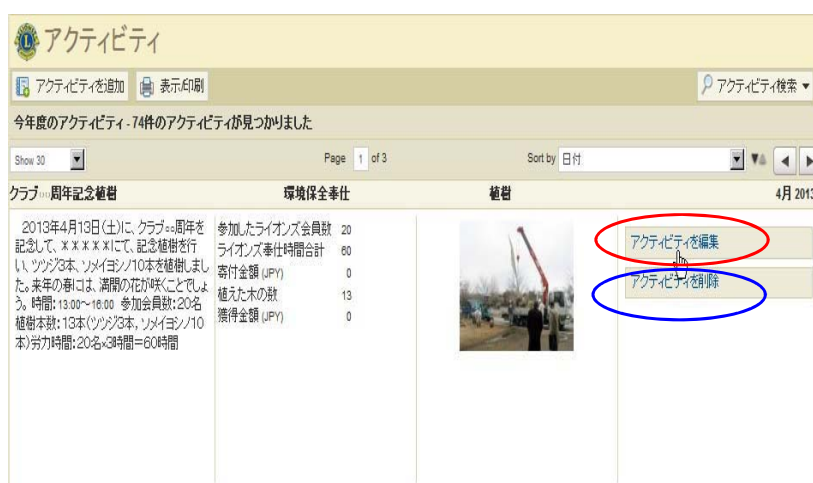 アクティビティ
アクティビティを追加 表示/印刷 アクティビティ検索
今年度のアクティビティ - 74件のアクティビティが見つかりました
Show 30 Page 1 of 3 Sort by 日付
クラブ○○周年記念植樹 環境保全奉仕 植樹 4月 2013
2013年4月13日(土)に、クラブ○○周年を
記念して、×××××にて、記念植樹を行
い、ツツジ3本、ソメイヨシノ10本を植樹しまし
た。来年の春には、満開の花が咲くことでしょ
う。時間:13:00~16:00 参加会員数:20名
植樹本数:13本(ツツジ3本、ソメイヨシノ10
本)労力時間:20名×3時間=60時間
参加したライオンズ会員数 20
ライオンズ奉仕時間合計 60
寄付金額 (JPY) 0
植えた木の数 13
獲得金額 (JPY) 0
アクティビティを編集
アクティビティを削除